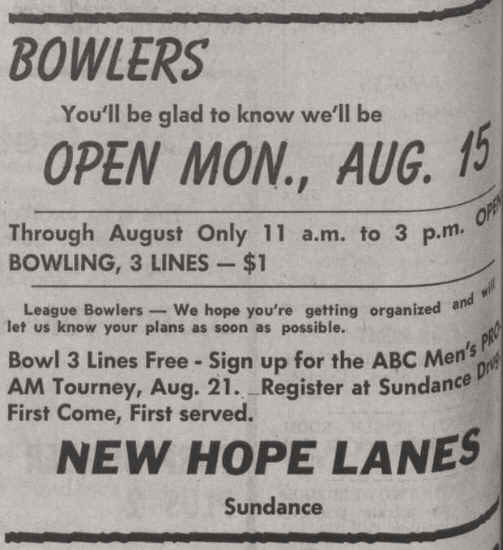 BOWLERS
You'll be glad to know we'll be
OPEN MON., AUG. 15
Through August Only 11 a.m. to 3 p.m. OPEN
BOWLING, 3 LINES — $1
League Bowlers — We hope you're getting organized and will
let us know your plans as soon as possible.
Bowl 3 Lines Free - Sign up for the ABC Men's PRO
AM Tourney, Aug. 21. Register at Sundance Drive
First Come, First served.
NEW HOPE LANES
Sundance